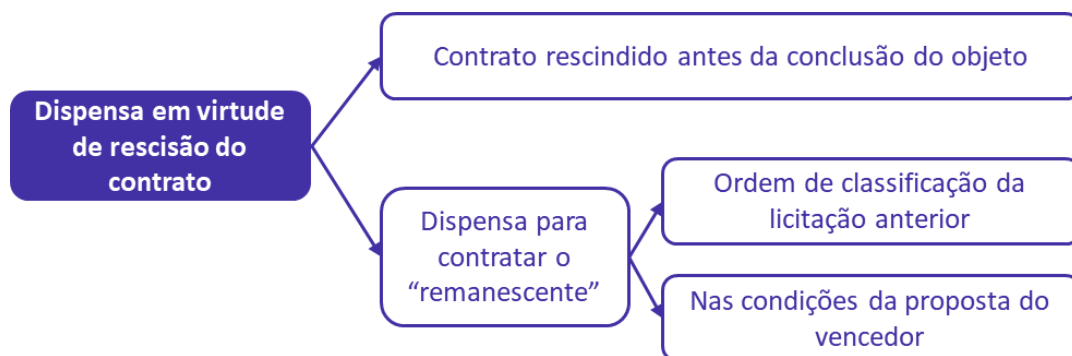 Contrato rescindido antes da conclusão do objeto
Dispensa em virtude
de rescisão do
contrato
Ordem de classificação da
licitação anterior
Dispensa para
contratar o
“remanescente”
Nas condições da proposta do
vencedor